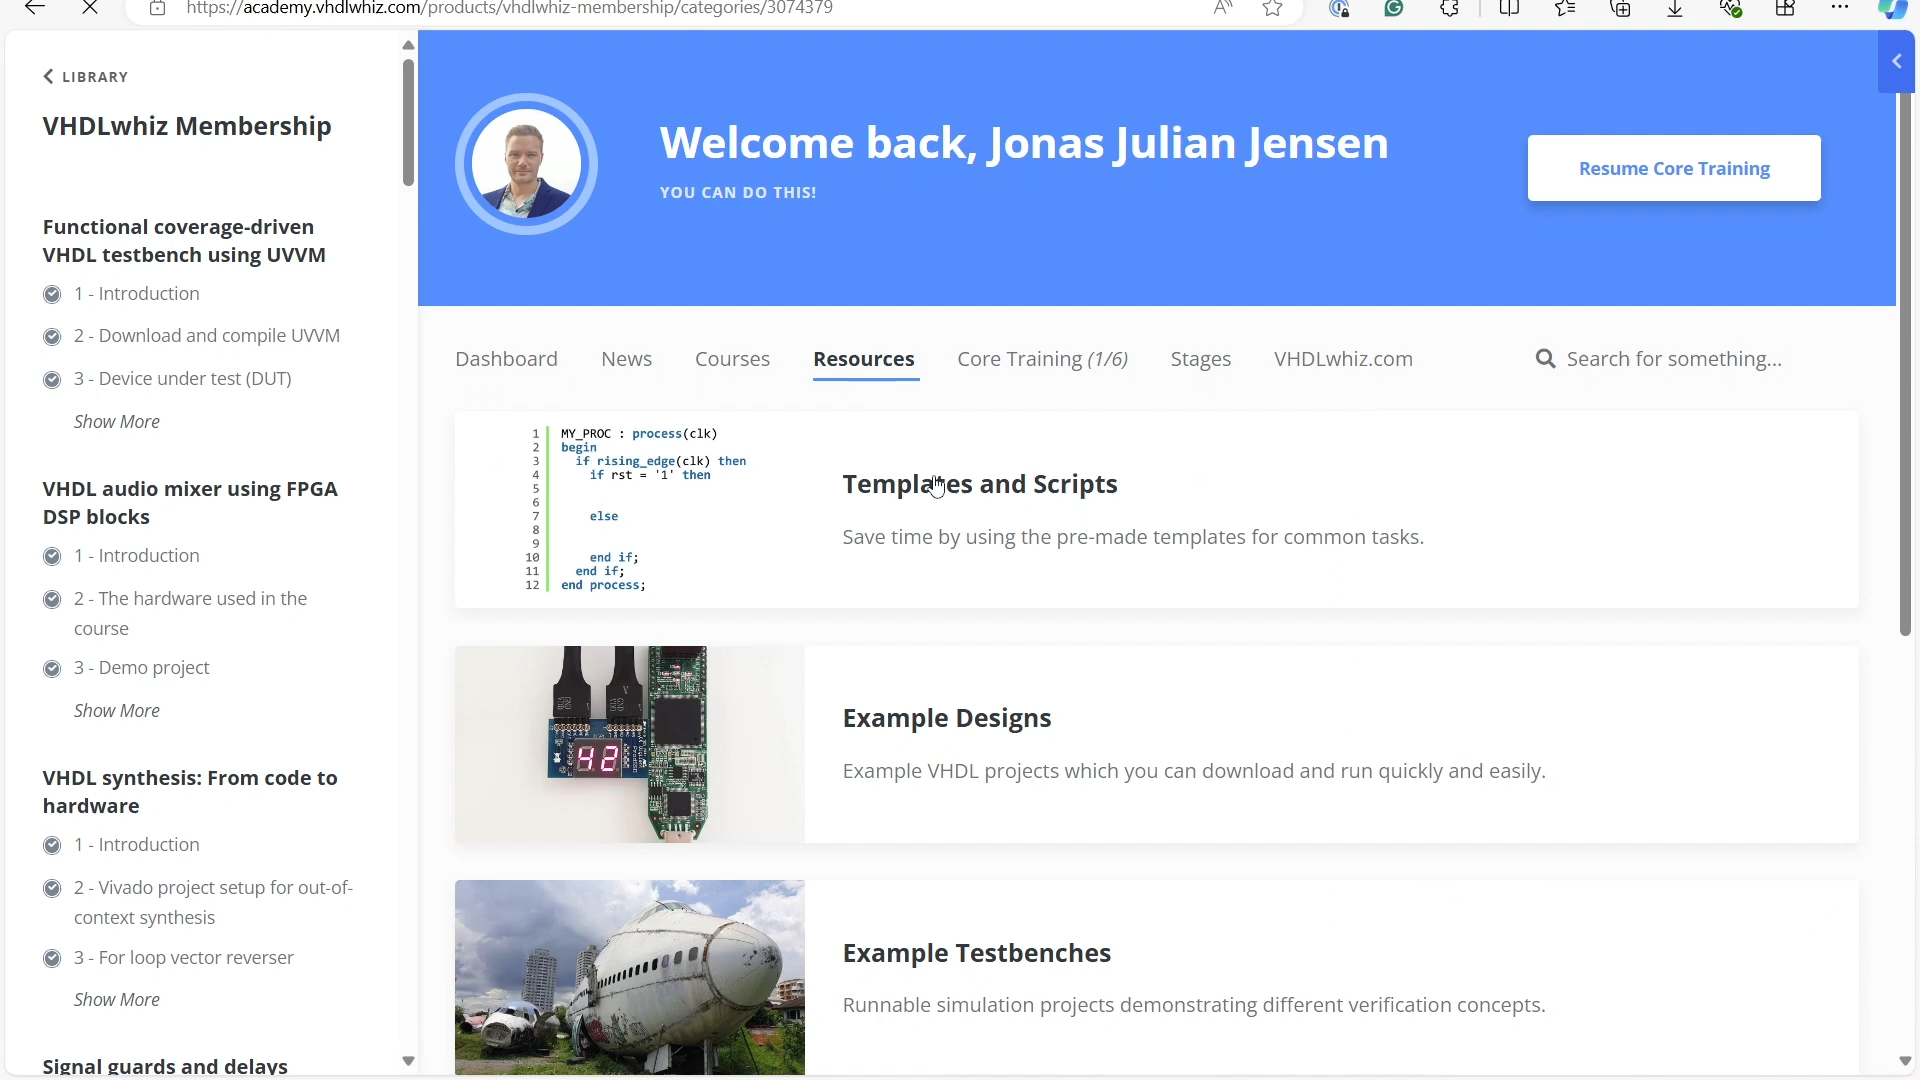 https://academy.vhdlwhiz.com/products/vhdlwhiz-membership/categories/3074379
LIBRARY
VHDLwhiz Membership
Functional coverage-driven
VHDL testbench using UVVM
1 - Introduction
2 - Download and compile UVVM
3 - Device under test (DUT)
Show More
VHDL audio mixer using FPGA
DSP blocks
1 - Introduction
2 - The hardware used in the
course
3 - Demo project
Show More
VHDL synthesis: From code to
hardware
1 - Introduction
2 - Vivado project setup for out-of-
context synthesis
3 - For loop vector reverser
Show More
Signal guards and delays
Welcome back, Jonas Julian Jensen
YOU CAN DO THIS!
Resume Core Training
Dashboard
News
Courses
Resources
Core Training (1/6)
Stages
VHDLwhiz.com
Search for something...
1 MY_PROC : process(clk)
2 begin
3 if rising_edge(clk) then
4 if rst = '1' then
5
6
7 else
8
9
10 end if;
11 end if;
12 end process;
Templates and Scripts
Save time by using the pre-made templates for common tasks.
42
Example Designs
Example VHDL projects which you can download and run quickly and easily.
Example Testbenches
Runnable simulation projects demonstrating different verification concepts.